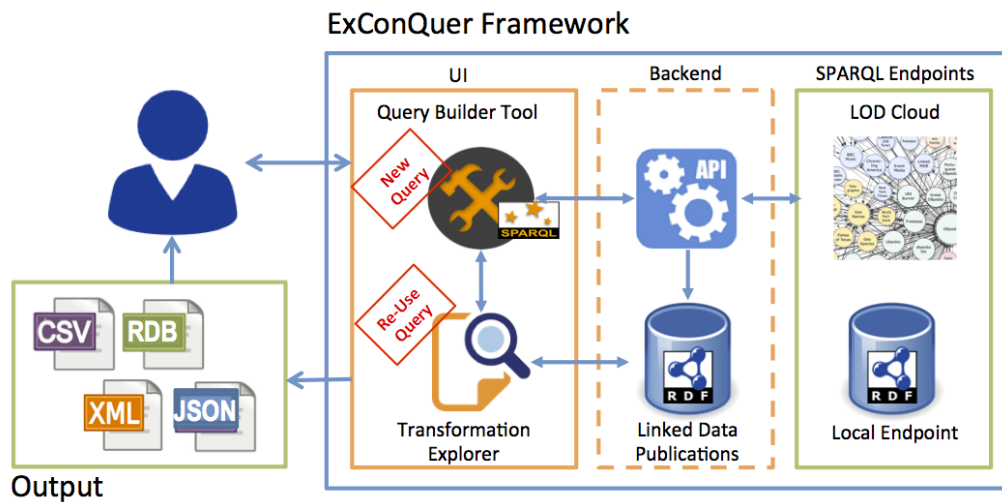 ExConQuer Framework
UI
Backend
SPARQL Endpoints
Query Builder Tool
LOD Cloud
New
Query
SPARQL
API
Re-Use
Query
CSV
RDB
XML
JSON
RDF
RDF
Transformation
Explorer
Linked Data
Publications
Local Endpoint
Output